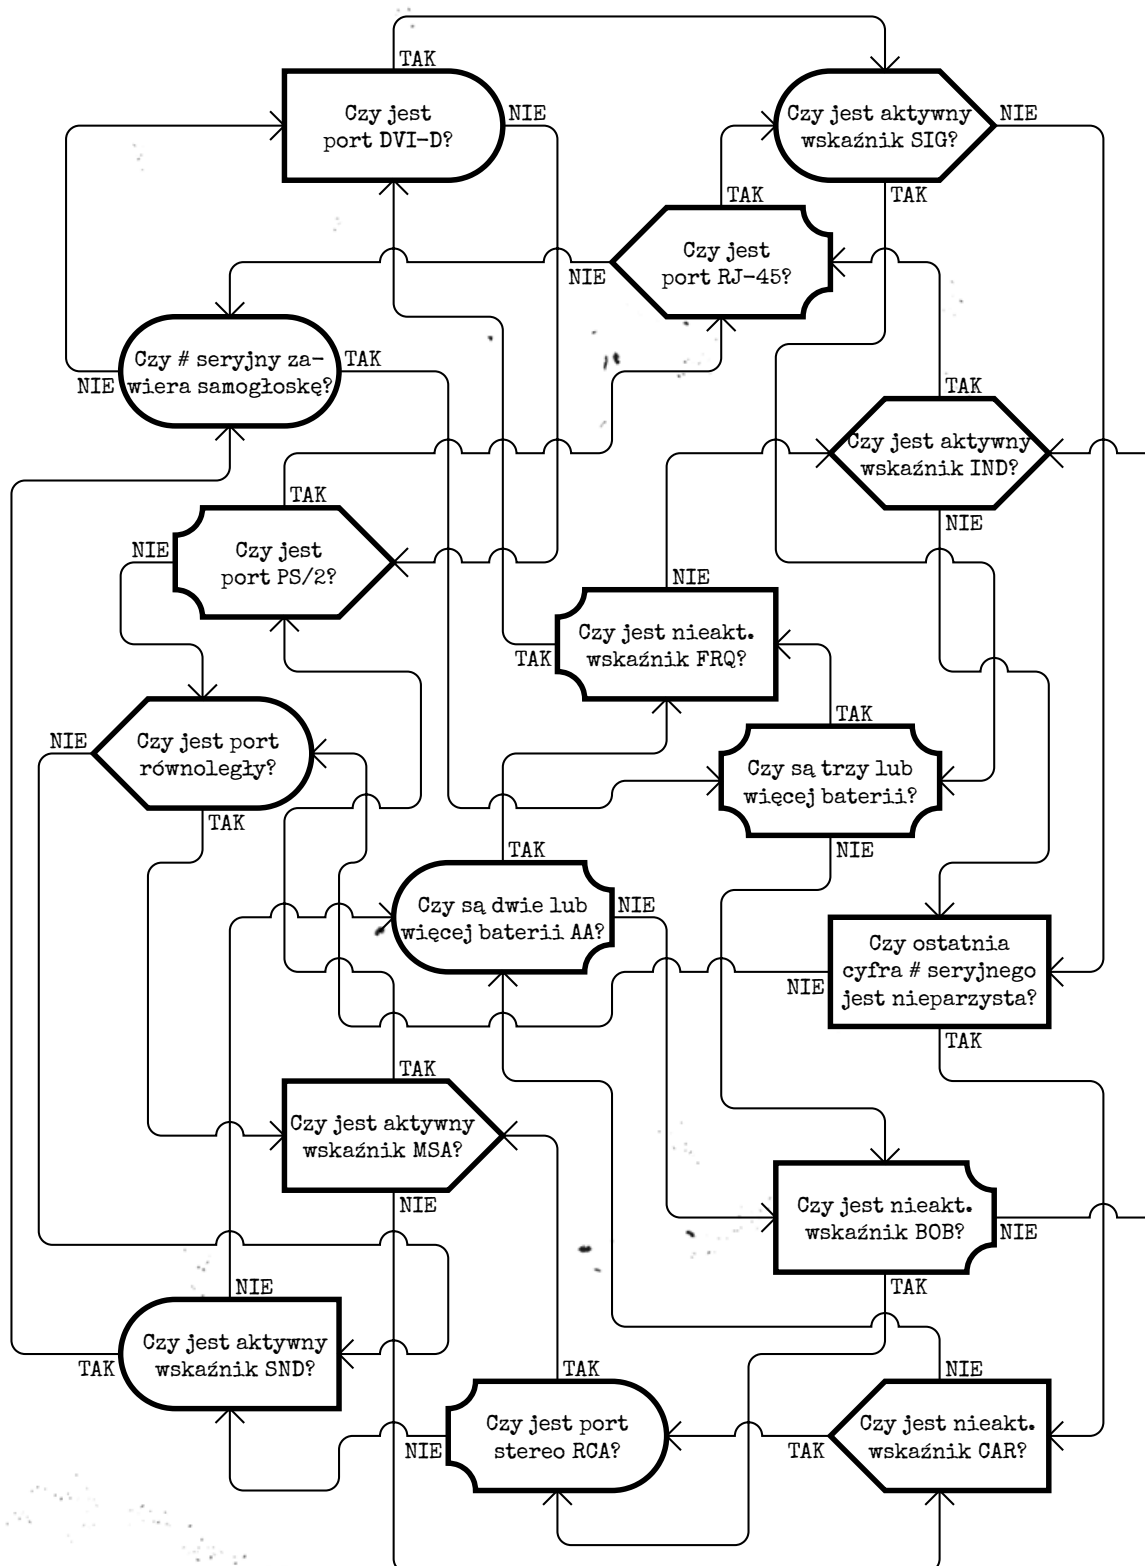 TAK
Czy jest
port DVI-D?
NIE
Czy jest aktywny
wskaźnik SIG?
NIE
TAK
TAK
Czy jest
port RJ-45?
NIE
Czy # seryjny za-
wiera samogłoskę?
TAK
NIE
TAK
Czy jest aktywny
wskaźnik IND?
NIE
TAK
NIE
Czy jest
port PS/2?
NIE
Czy jest nieakt.
wskaźnik FRQ?
TAK
NIE
Czy jest port
równoległy?
TAK
TAK
Czy są trzy lub
więcej baterii?
NIE
TAK
Czy są dwie lub
więcej baterii AA?
NIE
Czy ostatnia
cyfra # seryjnego
jest nieparzysta?
NIE
TAK
TAK
Czy jest aktywny
wskaźnik MSA?
NIE
Czy jest nieakt.
wskaźnik BOB?
NIE
TAK
NIE
Czy jest aktywny
wskaźnik SND?
TAK
TAK
Czy jest port
stereo RCA?
NIE
NIE
Czy jest nieakt.
wskaźnik CAR?
TAK